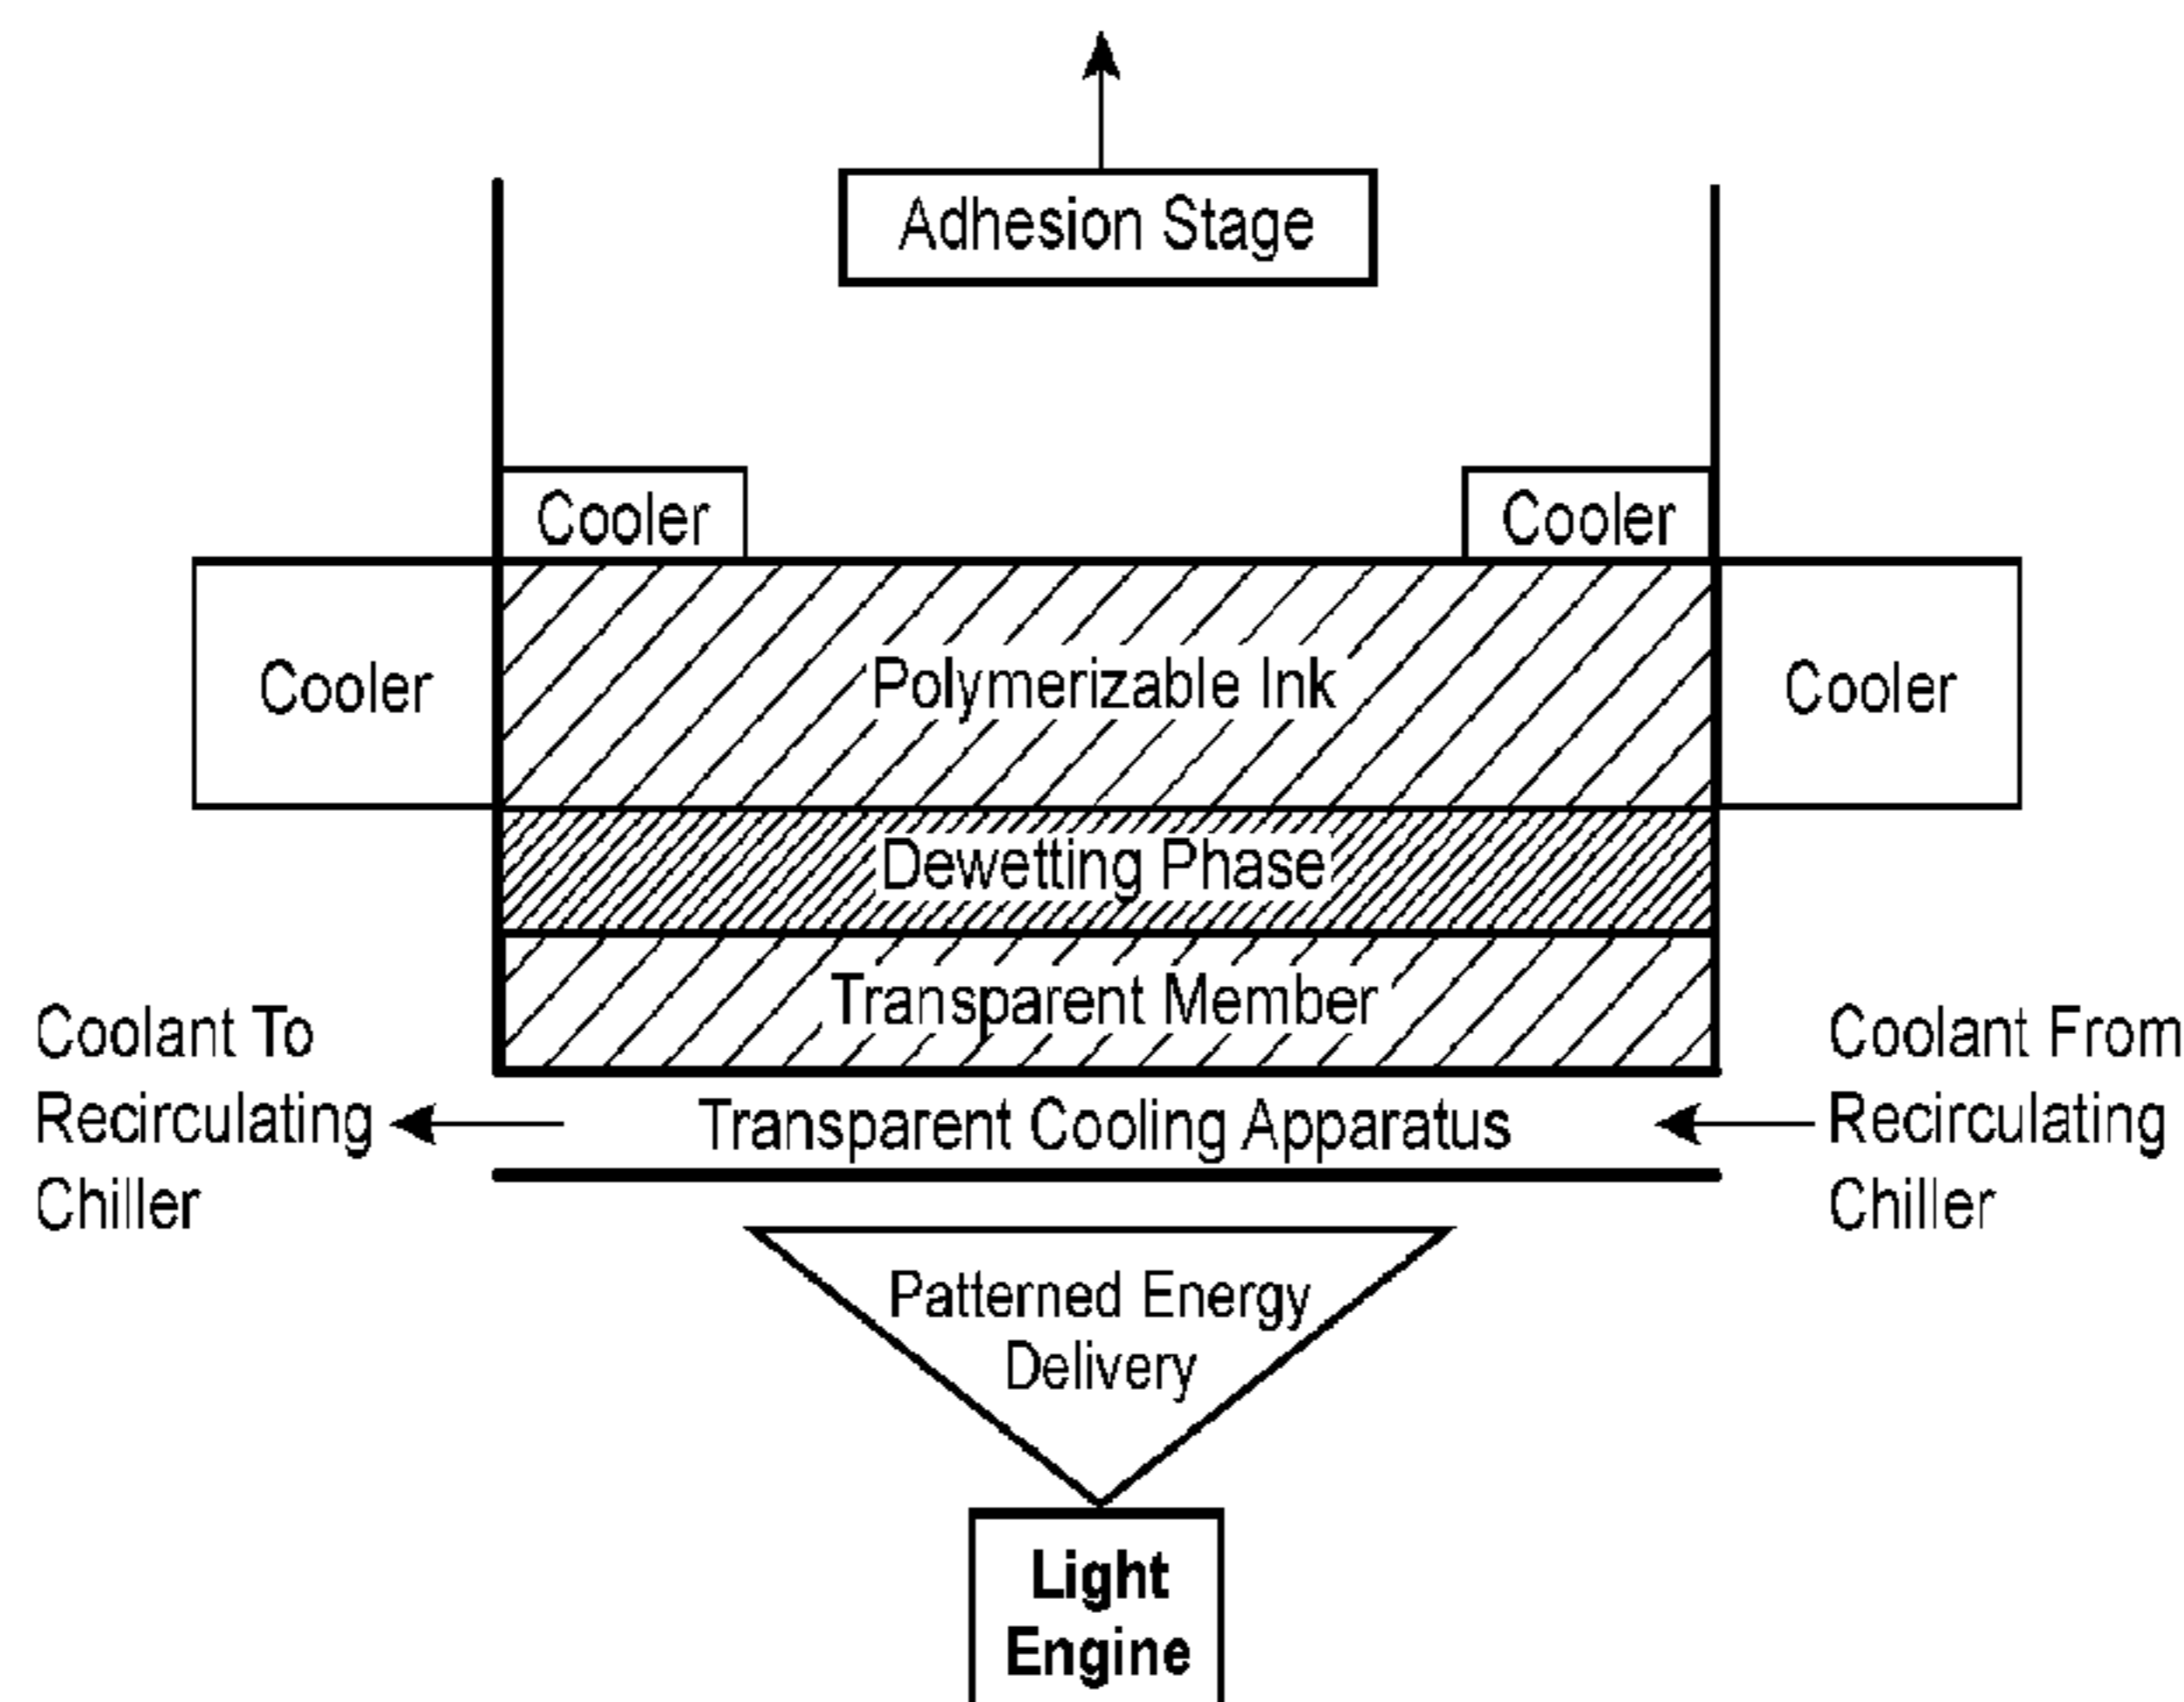 Adhesion Stage
Cooler
Cooler
Cooler
Polymerizable Ink
Cooler
Dewetting Phase
Transparent Member
Coolant To
Recirculating
Chiller
Transparent Cooling Apparatus
Coolant From
Recirculating
Chiller
Patterned Energy
Delivery
Light
Engine